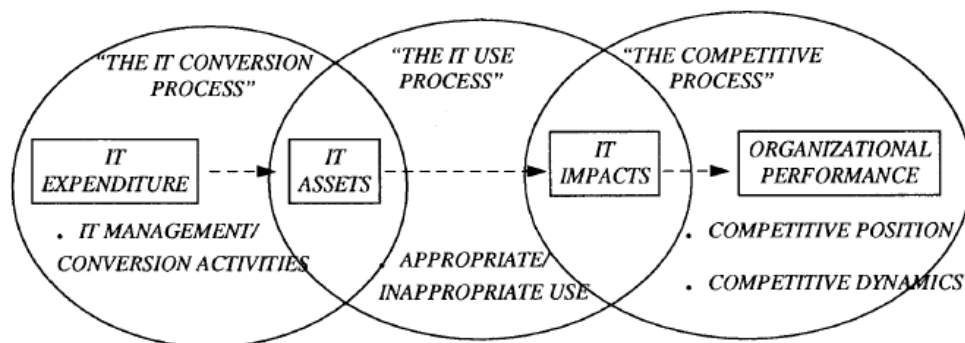 "THE IT CONVERSION
PROCESS"
"THE IT USE
PROCESS"
"THE COMPETITIVE
PROCESS"
IT
EXPENDITURE
IT
ASSETS
IT
IMPACTS
ORGANIZATIONAL
PERFORMANCE
• IT MANAGEMENT/
CONVERSION ACTIVITIES
• APPROPRIATE/
INAPPROPRIATE USE
• COMPETITIVE POSITION
• COMPETITIVE DYNAMICS